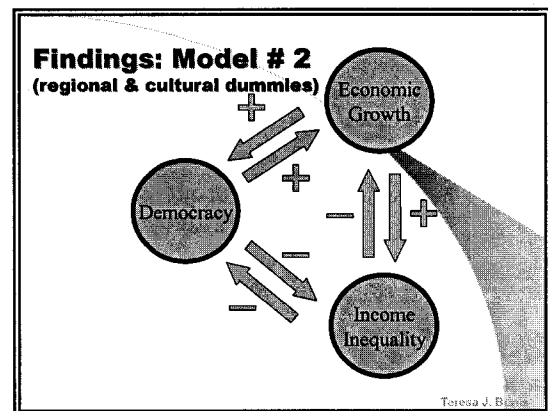 Findings: Model # 2
(regional & cultural dummies)
Economic
Growth
+
+
Democracy
−
+
−
−
Income
Inequality
Teresa J.